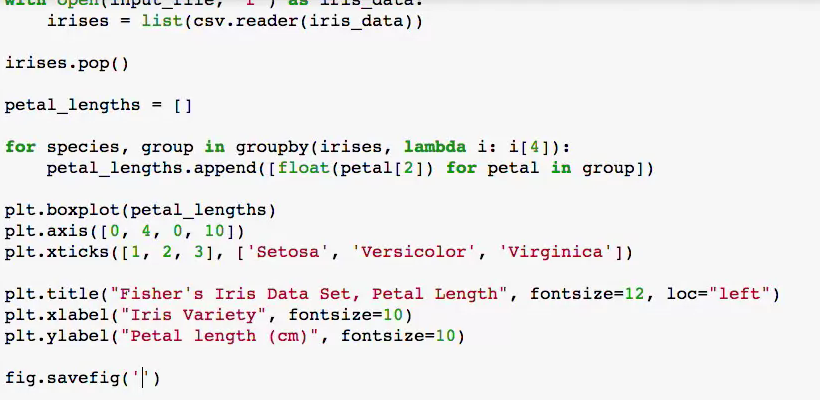 with open(input_file, 'r') as iris_data:
    irises = list(csv.reader(iris_data))
irises.pop()
petal_lengths = []
for species, group in groupby(irises, lambda i: i[4]):
    petal_lengths.append([float(petal[2]) for petal in group])
plt.boxplot(petal_lengths)
plt.axis([0, 4, 0, 10])
plt.xticks([1, 2, 3], ['Setosa', 'Versicolor', 'Virginica'])
plt.title("Fisher's Iris Data Set, Petal Length", fontsize=12, loc="left")
plt.xlabel("Iris Variety", fontsize=10)
plt.ylabel("Petal length (cm)", fontsize=10)
fig.savefig('')